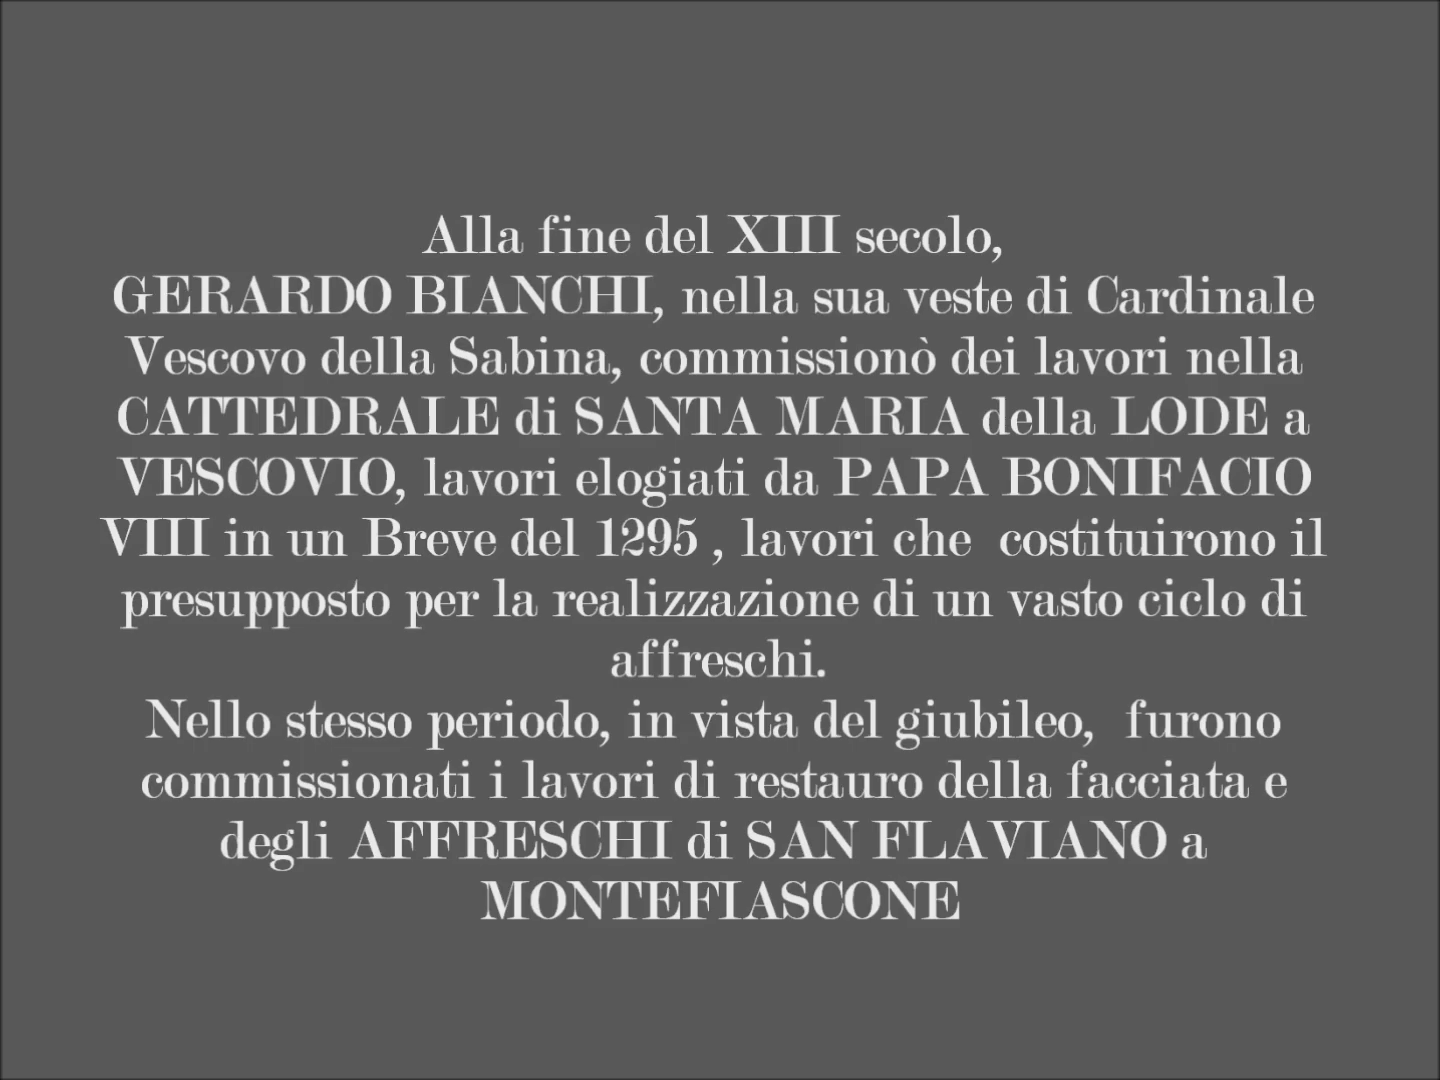 Alla fine del XIII secolo,
GERARDO BIANCHI, nella sua veste di Cardinale
Vescovo della Sabina, commissionò dei lavori nella
CATTEDRALE di SANTA MARIA della LODE a
VESCOVIO, lavori elogiati da PAPA BONIFACIO
VIII in un Breve del 1295 , lavori che  costituirono il
presupposto per la realizzazione di un vasto ciclo di
affreschi.
Nello stesso periodo, in vista del giubileo,  furono
commissionati i lavori di restauro della facciata e
degli AFFRESCHI di SAN FLAVIANO a
MONTEFIASCONE